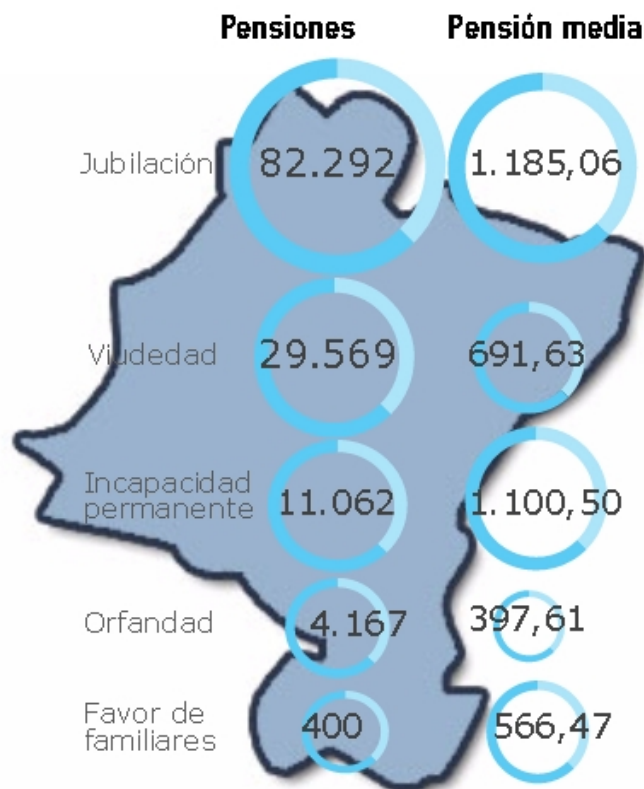 Pensiones Pensión media
Jubilación 82.292 1.185,06
Viudedad 29.569 691,63
Incapacidad
permanente 11.062 1.100,50
Orfandad 4.167 397,61
Favor de
familiares 400 566,47